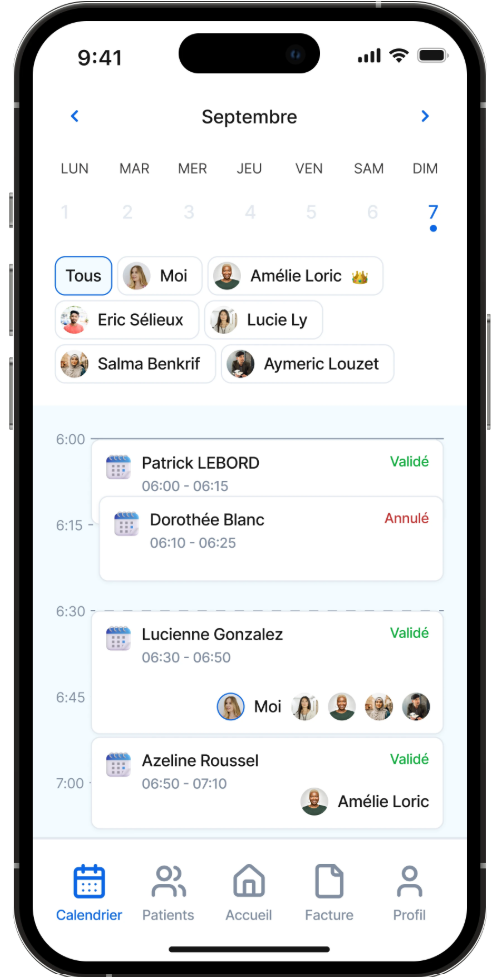 9:41
Septembre
LUN MAR MER JEU VEN SAM DIM
1 2 3 4 5 6 7
Tous Moi Amélie Loric
Eric Sélieux Lucie Ly
Salma Benkrif Aymeric Louzet
6:00
Patrick LEBORD Validé
06:00 - 06:15
6:15
Dorothée Blanc Annulé
06:10 - 06:25
6:30
Lucienne Gonzalez Validé
06:30 - 06:50
6:45
Moi
Azeline Roussel Validé
7:00
06:50 - 07:10
Amélie Loric
Calendrier Patients Accueil Facture Profil